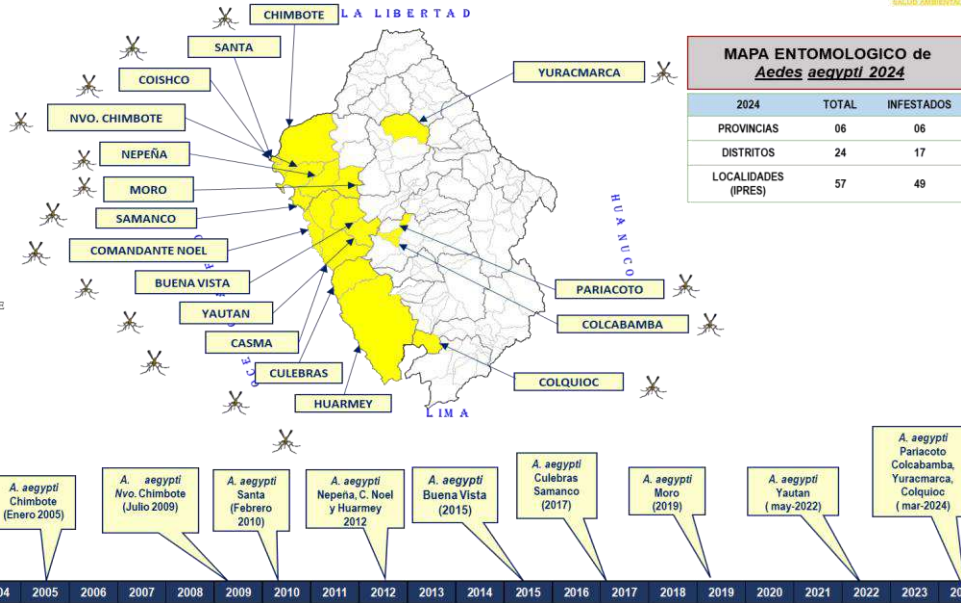 SALUD AMBIENTAL
LA LIBERTAD
CHIMBOTE
SANTA
COISHCO
NVO. CHIMBOTE
NEPEÑA
MORO
SAMANCO
COMANDANTE NOEL
BUENA VISTA
YAUTAN
CASMA
CULEBRAS
HUARMEY
YURACMARCA
PARIACOTO
COLCABAMBA
COLQUIOC
HUANUCO
LIMA
MAPA ENTOMOLOGICO de
Aedes aegypti 2024
2024 TOTAL INFESTADOS
PROVINCIAS 06 06
DISTRITOS 24 17
LOCALIDADES
(IPRES) 57 49
A. aegypti
Chimbote
(Enero 2005)
A. aegypti
Nvo. Chimbote
(Julio 2009)
A. aegypti
Santa
(Febrero
2010)
A. aegypti
Nepeña, C. Noel
y Huarmey
2012
A. aegypti
Buena Vista
(2015)
A. aegypti
Culebras
Samanco
(2017)
A. aegypti
Moro
(2019)
A. aegypti
Yautan
( may-2022)
A. aegypti
Pariacoto
Colcabamba,
Yuracmarca,
Colquioc
( mar-2024)
04 2005 2006 2007 2008 2009 2010 2011 2012 2013 2014 2015 2016 2017 2018 2019 2020 2021 2022 2023 20